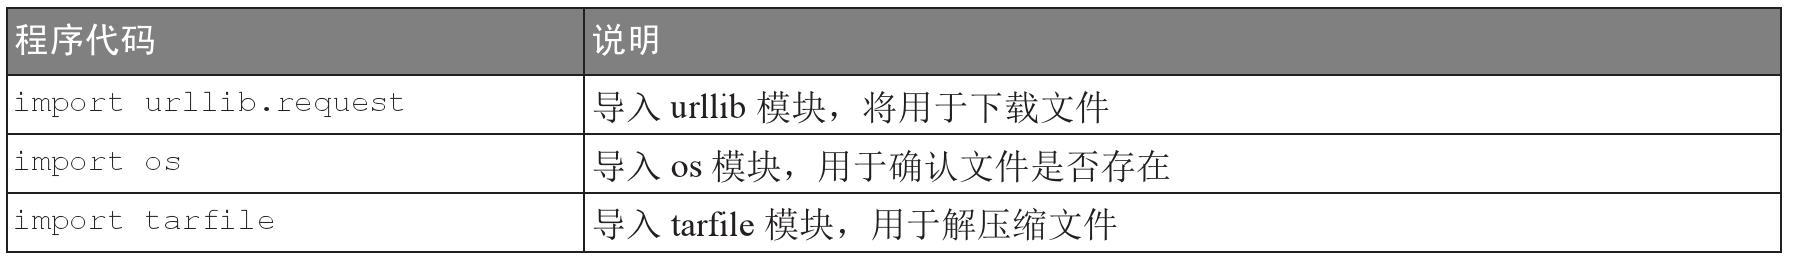 程序代码 说明
import urllib.request 导入 urllib 模块，将用于下载文件
import os 导入 os 模块，用于确认文件是否存在
import tarfile 导入 tarfile 模块，用于解压缩文件